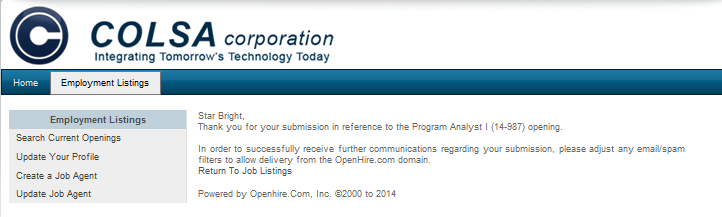 C
COLSA corporation
Integrating Tomorrow's Technology Today
Home
Employment Listings
Employment Listings
Search Current Openings
Update Your Profile
Create a Job Agent
Update Job Agent
Star Bright,
Thank you for your submission in reference to the Program Analyst I (14-987) opening.
In order to successfully receive further communications regarding your submission, please adjust any email/spam
filters to allow delivery from the OpenHire.com domain.
Return To Job Listings
Powered by Openhire.Com, Inc. ©2000 to 2014